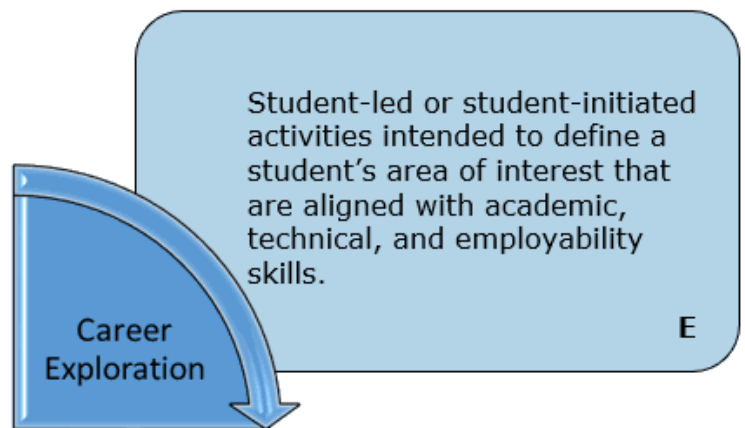 Student-led or student-initiated
activities intended to define a
student's area of interest that
are aligned with academic,
technical, and employability
skills.
E
Career
Exploration